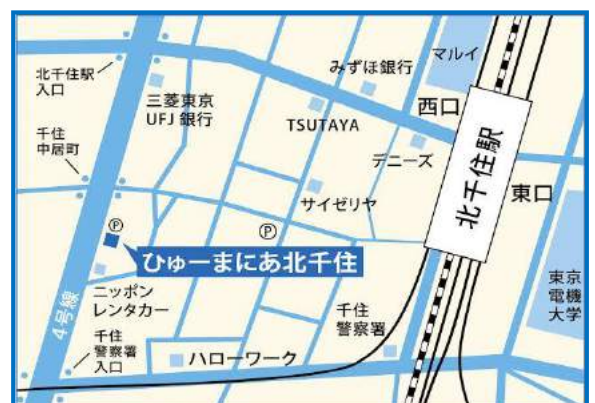 マルイ
みずほ銀行
北千住駅
入口
三菱東京
UFJ 銀行
TSUTAYA
西口
デニーズ
北千住駅
東口
千住
中居町
サイゼリヤ
Ⓟ
Ⓟ
ひゅーまにあ北千住
ニッポン
レンタカー
4号線
千住
警察署
入口
ハローワーク
千住
警察署
東京
電機
大学